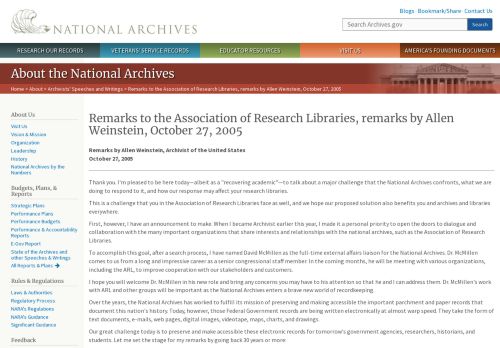 Blogs · Bookmark/Share · Contact Us
NATIONAL ARCHIVES
Search Archives.gov
Search
RESEARCH OUR RECORDS
VETERANS' SERVICE RECORDS
EDUCATOR RESOURCES
VISIT US
AMERICA'S FOUNDING DOCUMENTS
About the National Archives
Home > About > Archivists' Speeches and Writings > Remarks to the Association of Research Libraries, remarks by Allen Weinstein, October 27, 2005
About Us
Visit Us
Vision & Mission
Organization
Leadership
History
National Archives by the
Numbers
Budgets, Plans, &
Reports
Strategic Plans
Performance Plans
Performance Budgets
Performance & Accountability
Reports
E-Gov Report
State of the Archives and
other Speeches & Writings
All Reports & Plans →
Rules & Regulations
Laws & Authorities
Regulatory Process
NARA's Regulations
NARA's Guidance
Significant Guidance
Feedback
Remarks to the Association of Research Libraries, remarks by Allen
Weinstein, October 27, 2005
Remarks by Allen Weinstein, Archivist of the United States
October 27, 2005
Thank you. I'm pleased to be here today—albeit as a "recovering academic"—to talk about a major challenge that the National Archives confronts, what we are
doing to respond to it, and how our response may affect your research libraries.
This is a challenge that you in the Association of Research Libraries face as well, and we hope our proposed solution also benefits you and archives and libraries
everywhere.
First, however, I have an announcement to make. When I became Archivist earlier this year, I made it a personal priority to open the doors to dialogue and
collaboration with the many important organizations that share interests and relationships with the national archives, such as the Association of Research
Libraries.
To accomplish this goal, after a search process, I have named David McMillen as the full-time external affairs liaison for the National Archives. Dr. McMillen
comes to us from a long and impressive career as a senior congressional staff member. In the coming months, he will be meeting with various organizations,
including the ARL, to improve cooperation with our stakeholders and customers.
I hope you will welcome Dr. McMillen in his new role and bring any concerns you may have to his attention so that he and I can address them. Dr. McMillen's work
with ARL and other groups will be important as the National Archives enters a brave new world of recordkeeping.
Over the years, the National Archives has worked to fulfill its mission of preserving and making accessible the important parchment and paper records that
document this nation's history. Today, however, those Federal Government records are being written electronically at almost warp speed. They take the form of
text documents, e-mails, web pages, digital images, videotape, maps, charts, and drawings.
Our great challenge today is to preserve and make accessible these electronic records for tomorrow's government agencies, researchers, historians, and
students. Let me set the stage for my remarks by going back 30 years or more